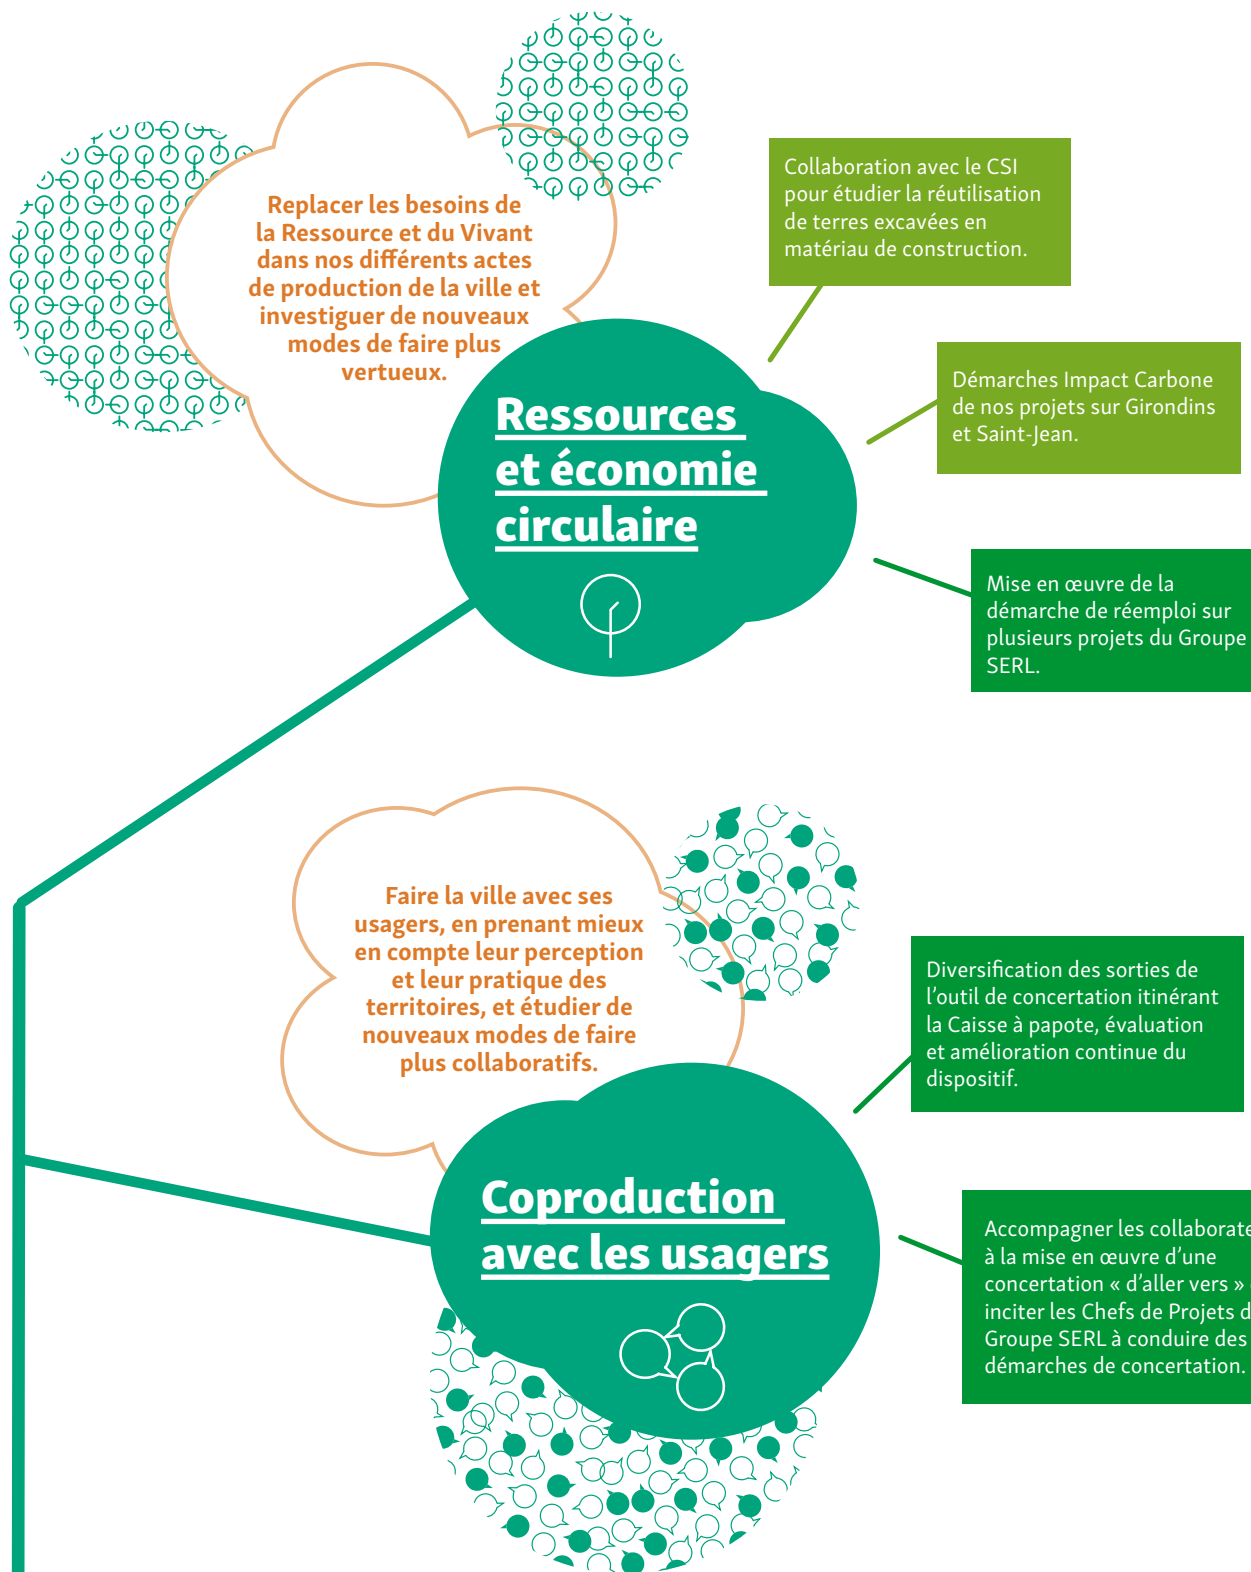 Replacer les besoins de
la Ressource et du Vivant
dans nos différents actes
de production de la ville et
investiguer de nouveaux
modes de faire plus
vertueux.
Ressources
et économie
circulaire
Collaboration avec le CSI
pour étudier la réutilisation
de terres excavées en
matériau de construction.
Démarches Impact Carbone
de nos projets sur Girondins
et Saint-Jean.
Mise en œuvre de la
démarche de réemploi sur
plusieurs projets du Groupe
SERL.
Faire la ville avec ses
usagers, en prenant mieux
en compte leur perception
et leur pratique des
territoires, et étudier de
nouveaux modes de faire
plus collaboratifs.
Coproduction
avec les usagers
Diversification des sorties de
l'outil de concertation itinérant
la Caisse à papote, évaluation
et amélioration continue du
dispositif.
Accompagner les
à la mise en œuvre d'une
concertation « d'aller vers »
inciter les Chefs de Projets
Groupe SERL à conduire des
démarches de concertation.